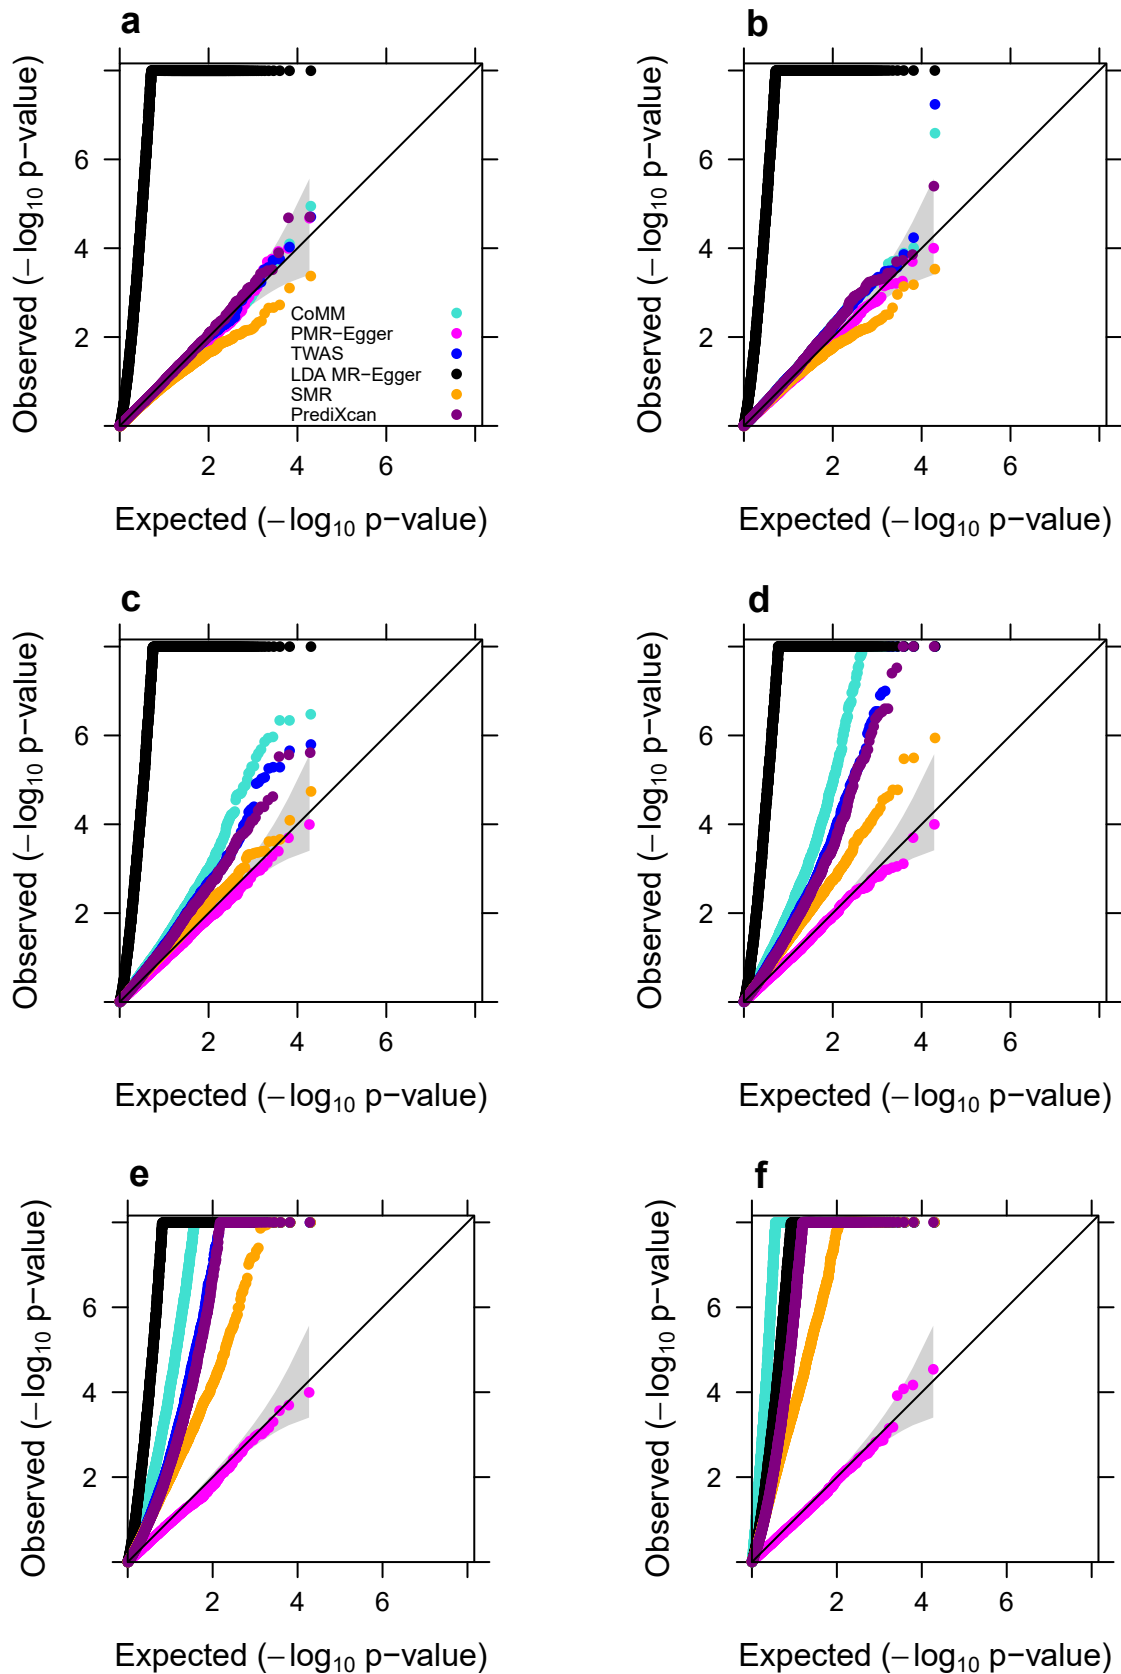 a
Observed (−log10 p−value)
6
4
2
CoMM
PMR−Egger
TWAS
LDA MR−Egger
SMR
PrediXcan
2 4 6
Expected (−log10 p−value)
b
Observed (−log10 p−value)
6
4
2
2 4 6
Expected (−log10 p−value)
c
Observed (−log10 p−value)
6
4
2
2 4 6
Expected (−log10 p−value)
d
Observed (−log10 p−value)
6
4
2
2 4 6
Expected (−log10 p−value)
e
Observed (−log10 p−value)
6
4
2
2 4 6
Expected (−log10 p−value)
f
Observed (−log10 p−value)
6
4
2
2 4 6
Expected (−log10 p−value)